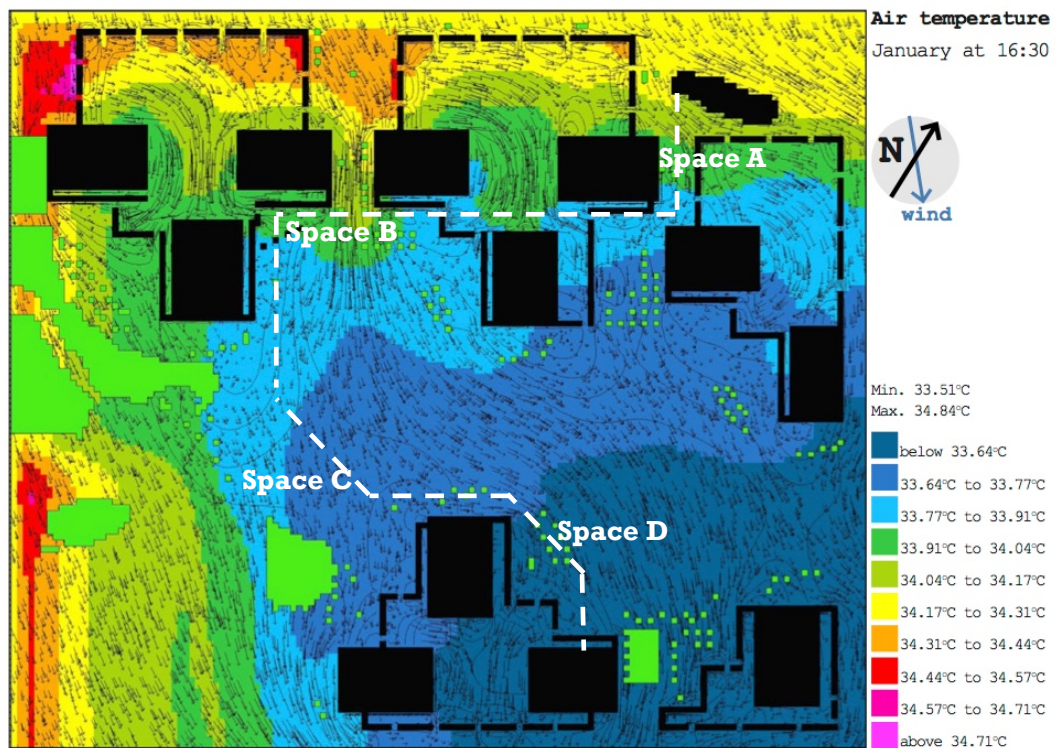 Air temperature
January at 16:30
N
wind
Space A
Space B
Space C
Space D
Min. 33.51°C
Max. 34.84°C
below 33.64°C
33.64°C to 33.77°C
33.77°C to 33.91°C
33.91°C to 34.04°C
34.04°C to 34.17°C
34.17°C to 34.31°C
34.31°C to 34.44°C
34.44°C to 34.57°C
34.57°C to 34.71°C
above 34.71°C